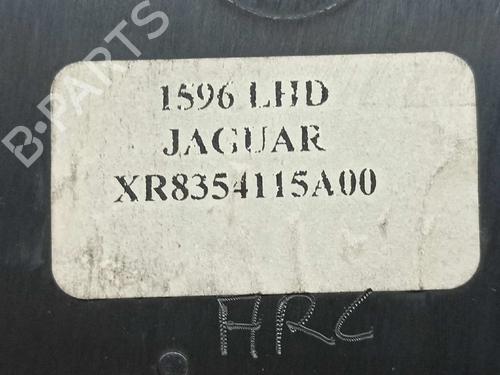 B-PARTS
1596 LHD
JAGUAR
XR8354115A00
ARC